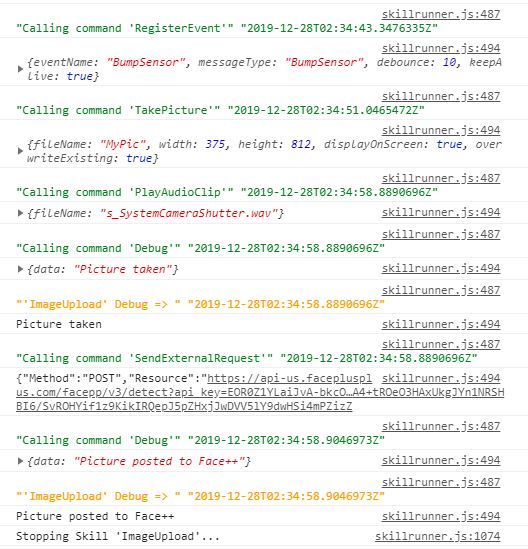 skillrunner.js:487
"Calling command 'RegisterEvent'" "2019-12-28T02:34:43.3476335Z"
skillrunner.js:494
{eventName: "BumpSensor", messageType: "BumpSensor", debounce: 10, keepA
live: true}
skillrunner.js:487
"Calling command 'TakePicture'" "2019-12-28T02:34:51.0465472Z"
skillrunner.js:494
{fileName: "MyPic", width: 375, height: 812, displayOnScreen: true, over
writeExisting: true}
skillrunner.js:487
"Calling command 'PlayAudioClip'" "2019-12-28T02:34:58.8890696Z"
{fileName: "s_SystemCameraShutter.wav"} skillrunner.js:494
skillrunner.js:487
"Calling command 'Debug'" "2019-12-28T02:34:58.8890696Z"
{data: "Picture taken"} skillrunner.js:494
skillrunner.js:487
"'ImageUpload' Debug => " "2019-12-28T02:34:58.8890696Z"
Picture taken skillrunner.js:494
skillrunner.js:487
"Calling command 'SendExternalRequest'" "2019-12-28T02:34:58.8890696Z"
{"Method":"POST","Resource":"https://api-us.facepluspl skillrunner.js:494
us.com/facepp/v3/detect?api_key=EOR0Z1YLaiJvA-bkcO…A4+tROeO3HAxUkgJYn1NRSH
BI6/SvROHYif1z9KikIRQepJ5pZHxjJwDVV5lY9dwHSi4mPZizZ
skillrunner.js:487
"Calling command 'Debug'" "2019-12-28T02:34:58.9046973Z"
{data: "Picture posted to Face++"} skillrunner.js:494
skillrunner.js:487
"'ImageUpload' Debug => " "2019-12-28T02:34:58.9046973Z"
Picture posted to Face++ skillrunner.js:494
Stopping Skill 'ImageUpload'... skillrunner.js:1074